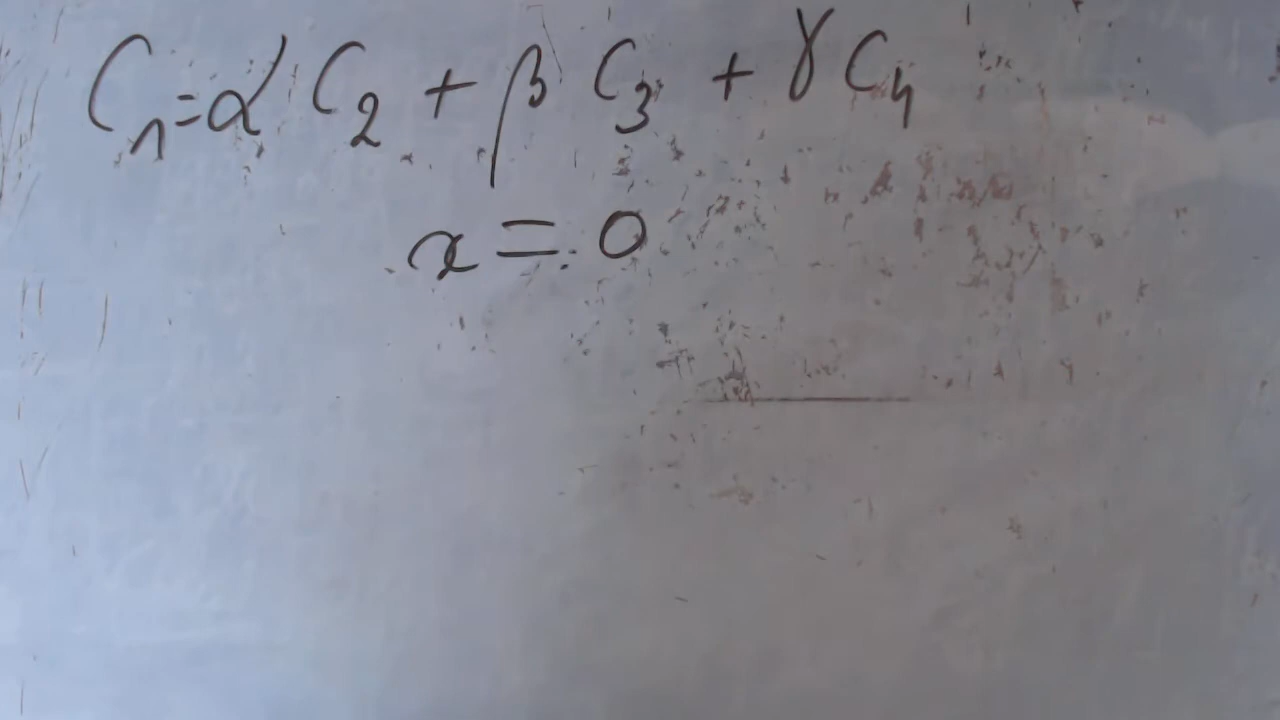 C₁=α C₂ + β C₃ + γ C₄
x = 0